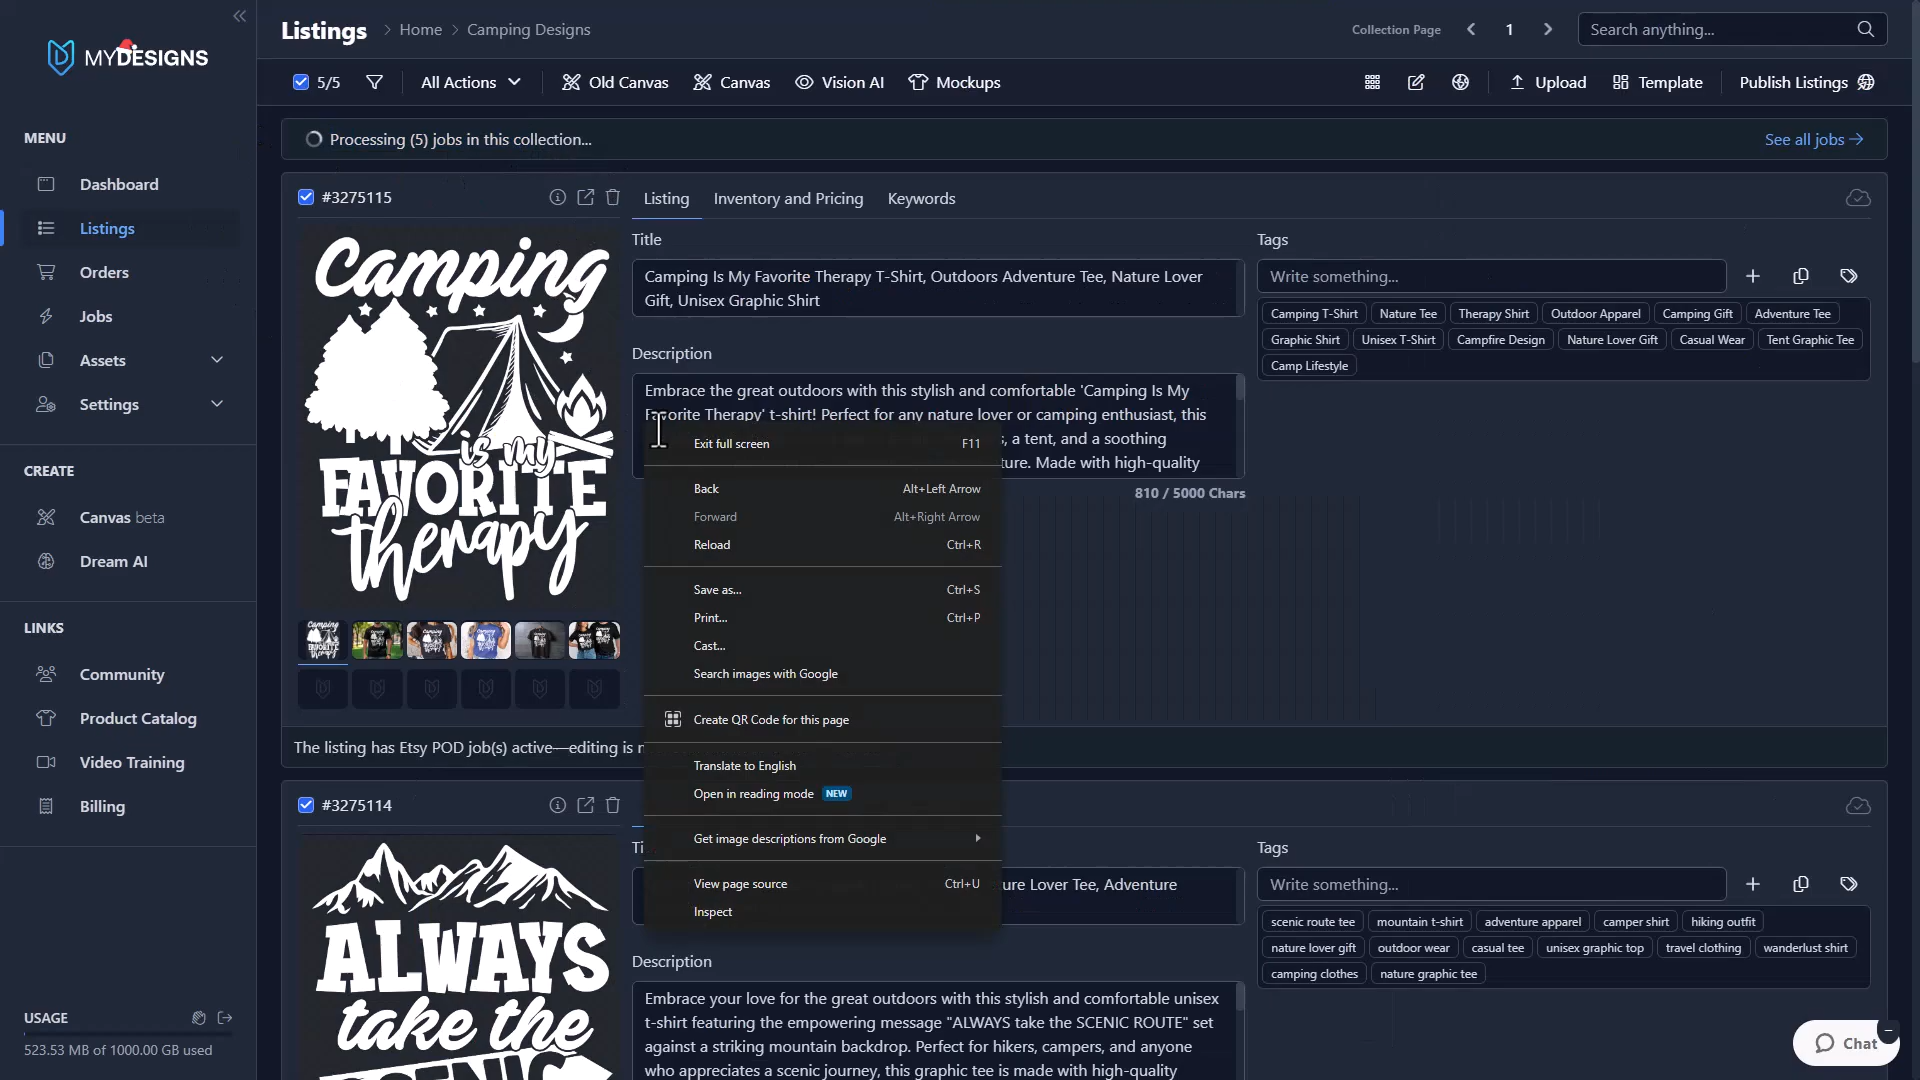 MYDESIGNS
MENU
Dashboard
Listings
Orders
Jobs
Assets
Settings
CREATE
Canvas beta
Dream AI
LINKS
Community
Product Catalog
Video Training
Billing
USAGE
523.53 MB of 1000.00 GB used
Listings
Home
Camping Designs
Collection Page
1
Search anything...
5/5
All Actions
Old Canvas
Canvas
Vision AI
Mockups
Upload
Template
Publish Listings
Processing (5) jobs in this collection...
See all jobs
#3275115
Camping
is my
FAVORITE
therapy
Listing
Inventory and Pricing
Keywords
Title
Camping Is My Favorite Therapy T-Shirt, Outdoors Adventure Tee, Nature Lover
Gift, Unisex Graphic Shirt
Description
Embrace the great outdoors with this stylish and comfortable 'Camping Is My
Favorite Therapy' t-shirt! Perfect for any nature lover or camping enthusiast, this
s, a tent, and a soothing
ture. Made with high-quality
810 / 5000 Chars
Tags
Write something...
Camping T-Shirt
Nature Tee
Therapy Shirt
Outdoor Apparel
Camping Gift
Adventure Tee
Graphic Shirt
Unisex T-Shirt
Campfire Design
Nature Lover Gift
Casual Wear
Tent Graphic Tee
Camp Lifestyle
Exit full screen F11
Back Alt+Left Arrow
Forward Alt+Right Arrow
Reload Ctrl+R
Save as... Ctrl+S
Print... Ctrl+P
Cast...
Search images with Google
Create QR Code for this page
Translate to English
Open in reading mode NEW
Get image descriptions from Google
View page source Ctrl+U
Inspect
The listing has Etsy POD job(s) active—editing is
#3275114
ALWAYS
take the
SCENIC
ure Lover Tee, Adventure
Description
Embrace your love for the great outdoors with this stylish and comfortable unisex
t-shirt featuring the empowering message "ALWAYS take the SCENIC ROUTE" set
against a striking mountain backdrop. Perfect for hikers, campers, and anyone
who appreciates a scenic journey, this graphic tee is made with high-quality
Tags
Write something...
scenic route tee
mountain t-shirt
adventure apparel
camper shirt
hiking outfit
nature lover gift
outdoor wear
casual tee
unisex graphic top
travel clothing
wanderlust shirt
camping clothes
nature graphic tee
Chat